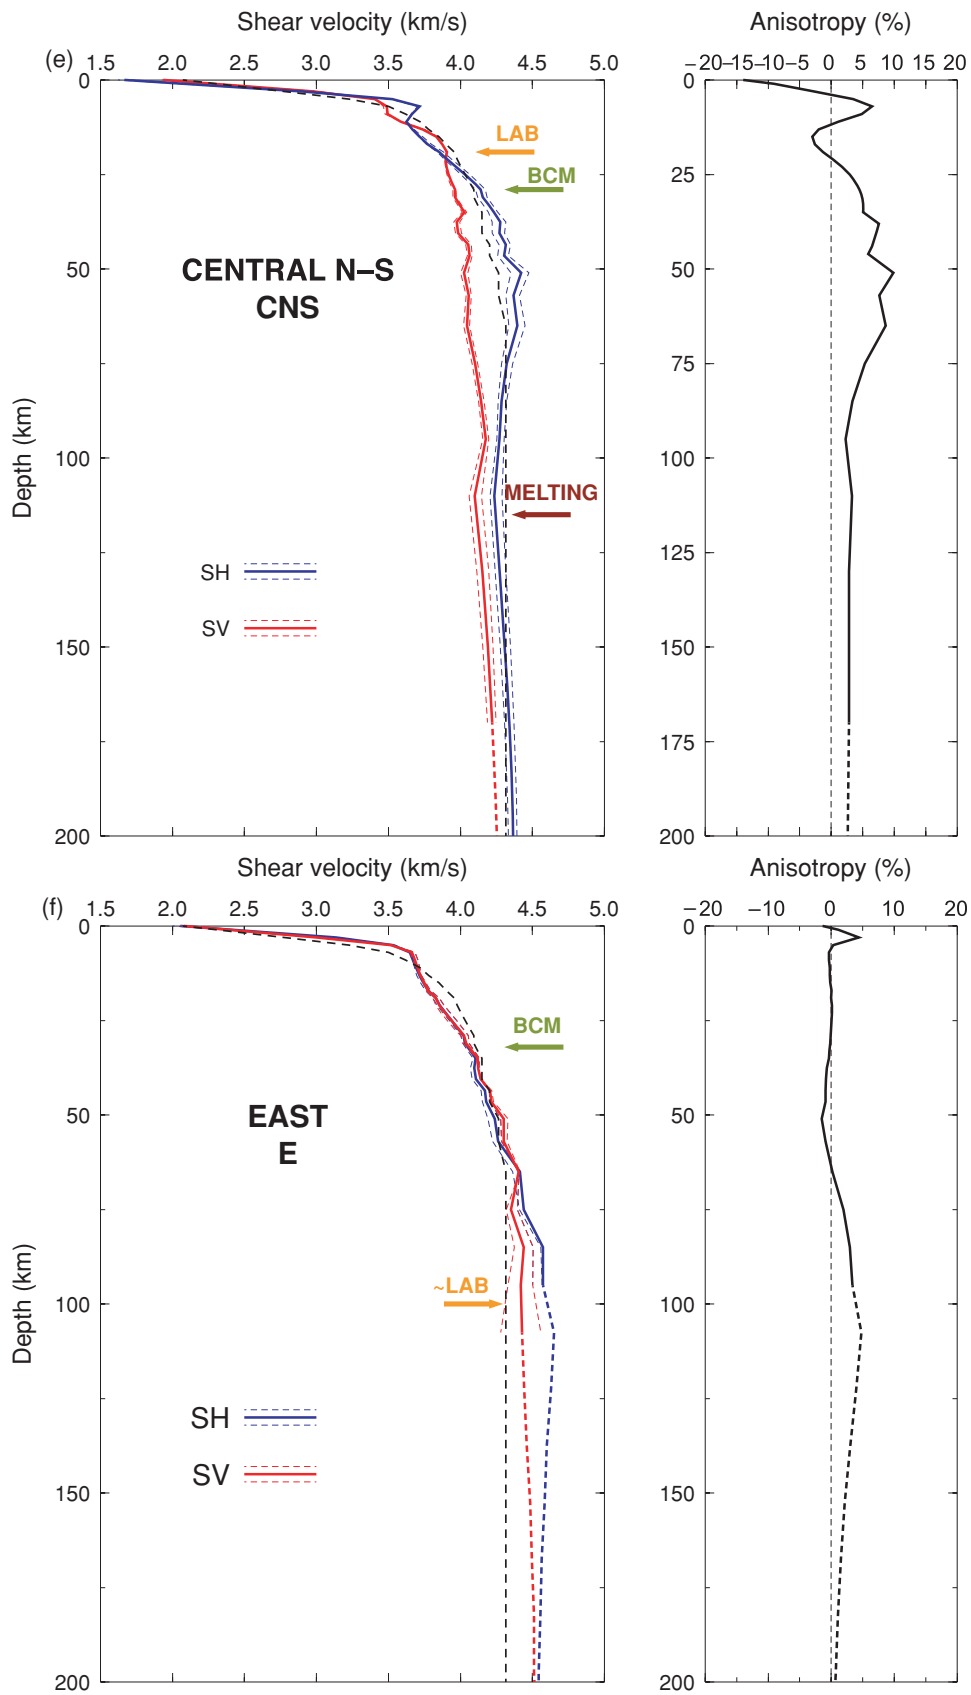 Shear velocity (km/s) Anisotropy (%)
(e) 1.5 2.0 2.5 3.0 3.5 4.0 4.5 5.0 −20 −15 −10 −5 0 5 10 15 20
0 0
LAB
BCM
25 25
CENTRAL N–S
CNS
50 50
75 75
Depth (km)
100 100
MELTING
125
SH
SV
150 150
175
200 200
Shear velocity (km/s) Anisotropy (%)
(f) 1.5 2.0 2.5 3.0 3.5 4.0 4.5 5.0 −20 −10 0 10 20
0 0
BCM
EAST
E
50 50
~LAB
Depth (km)
100 100
SH
SV
150 150
200 200